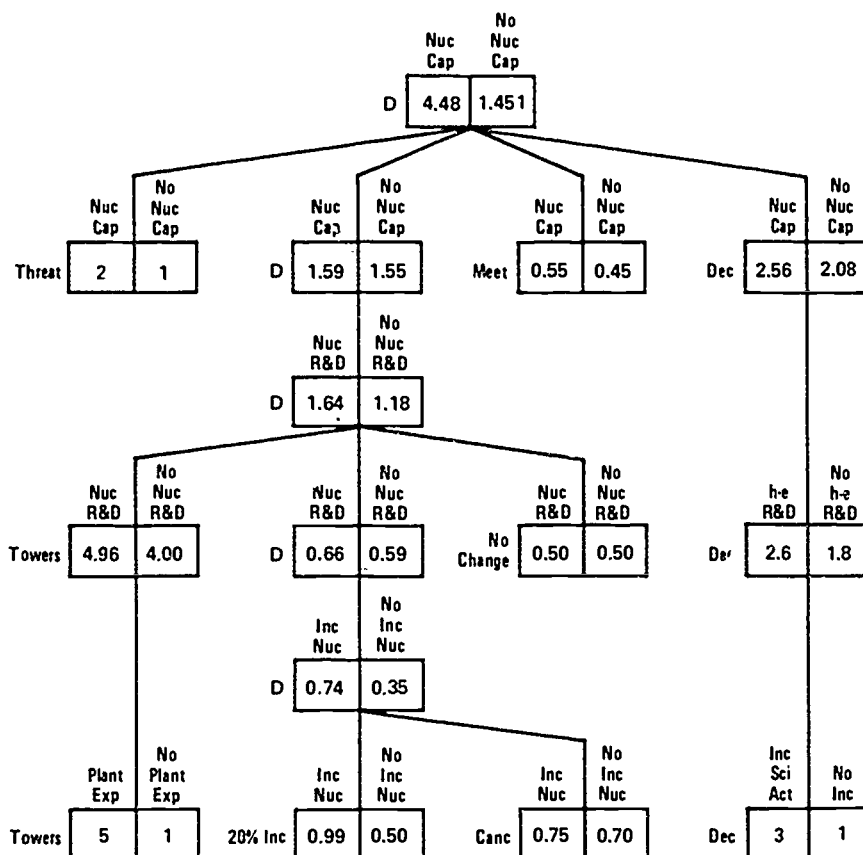 Nuc Cap
No Nuc Cap
D 4.48 1.451
Nuc Cap
No Nuc Cap
Nuc Cap
No Nuc Cap
Nuc Cap
No Nuc Cap
Nuc Cap
No Nuc Cap
Threat 2 1
D 1.59 1.55
Meet 0.55 0.45
Dec 2.56 2.08
Nuc R&D
No Nuc R&D
D 1.64 1.18
Nuc R&D
No Nuc R&D
Nuc R&D
No Nuc R&D
Nuc R&D
No Nuc R&D
h-e R&D
No h-e R&D
Towers 4.96 4.00
D 0.66 0.59
No Change 0.50 0.50
2.6 1.8
Inc Nuc
No Inc Nuc
D 0.74 0.35
Plant Exp
No Plant Exp
Inc Nuc
No Inc Nuc
Inc Nuc
No Inc Nuc
Inc Sci Act
No Inc
Towers 5 1
20% Inc 0.99 0.50
Canc 0.75 0.70
Dec 3 1